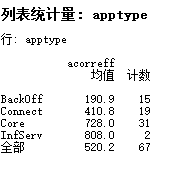 列表统计量: apptype
行: apptype
acorreff
均值 计数
BackOff 190.9 15
Connect 410.8 19
Core 728.0 31
InfServ 808.0 2
全部 520.2 67